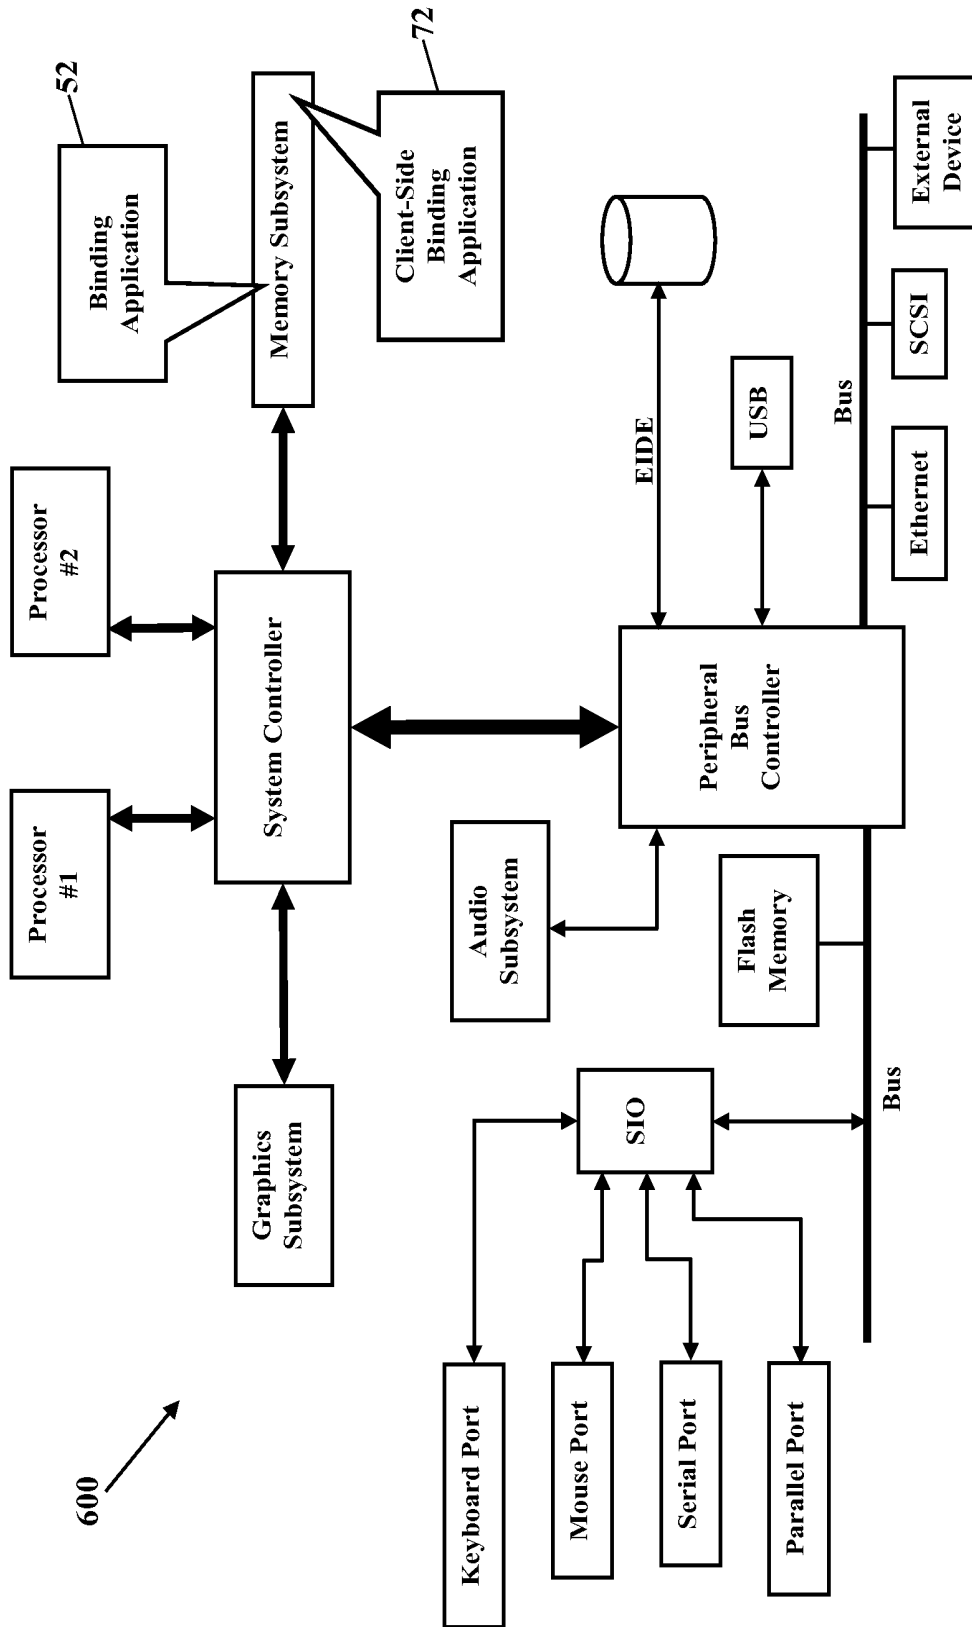 600
Processor
#1
Processor
#2
Binding
Application
52
Graphics
Subsystem
System Controller
Memory Subsystem
Client-Side
Binding
Application
72
Keyboard Port
Mouse Port
Serial Port
Parallel Port
SIO
Audio
Subsystem
Flash
Memory
Peripheral
Bus
Controller
EIDE
USB
Bus
Bus
Ethernet
SCSI
External
Device